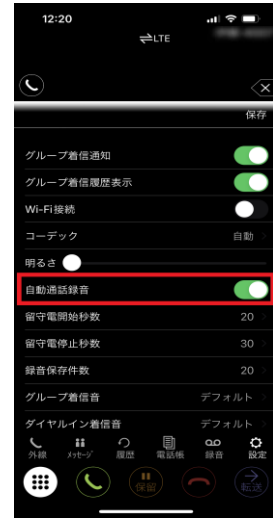 12:20
⇌LTE
保存
グループ着信通知
グループ着信履歴表示
Wi-Fi接続
コーデック 自動
明るさ
自動通話録音
留守電開始秒数 20
留守電停止秒数 30
録音保存件数 20
グループ着信音 デフォルト
ダイヤルイン着信音 デフォルト
外線 メッセージ 履歴 電話帳 録音 設定
保留 転送